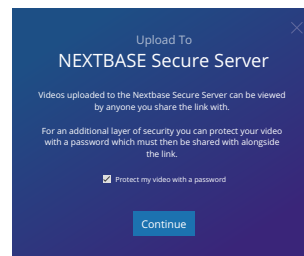 Upload To
NEXTBASE Secure Server
Videos uploaded to the Nextbase Secure Server can be viewed
by anyone you share the link with.
For an additional layer of security you can protect your video
with a password which must then be shared with alongside
the link.
Protect my video with a password
Continue